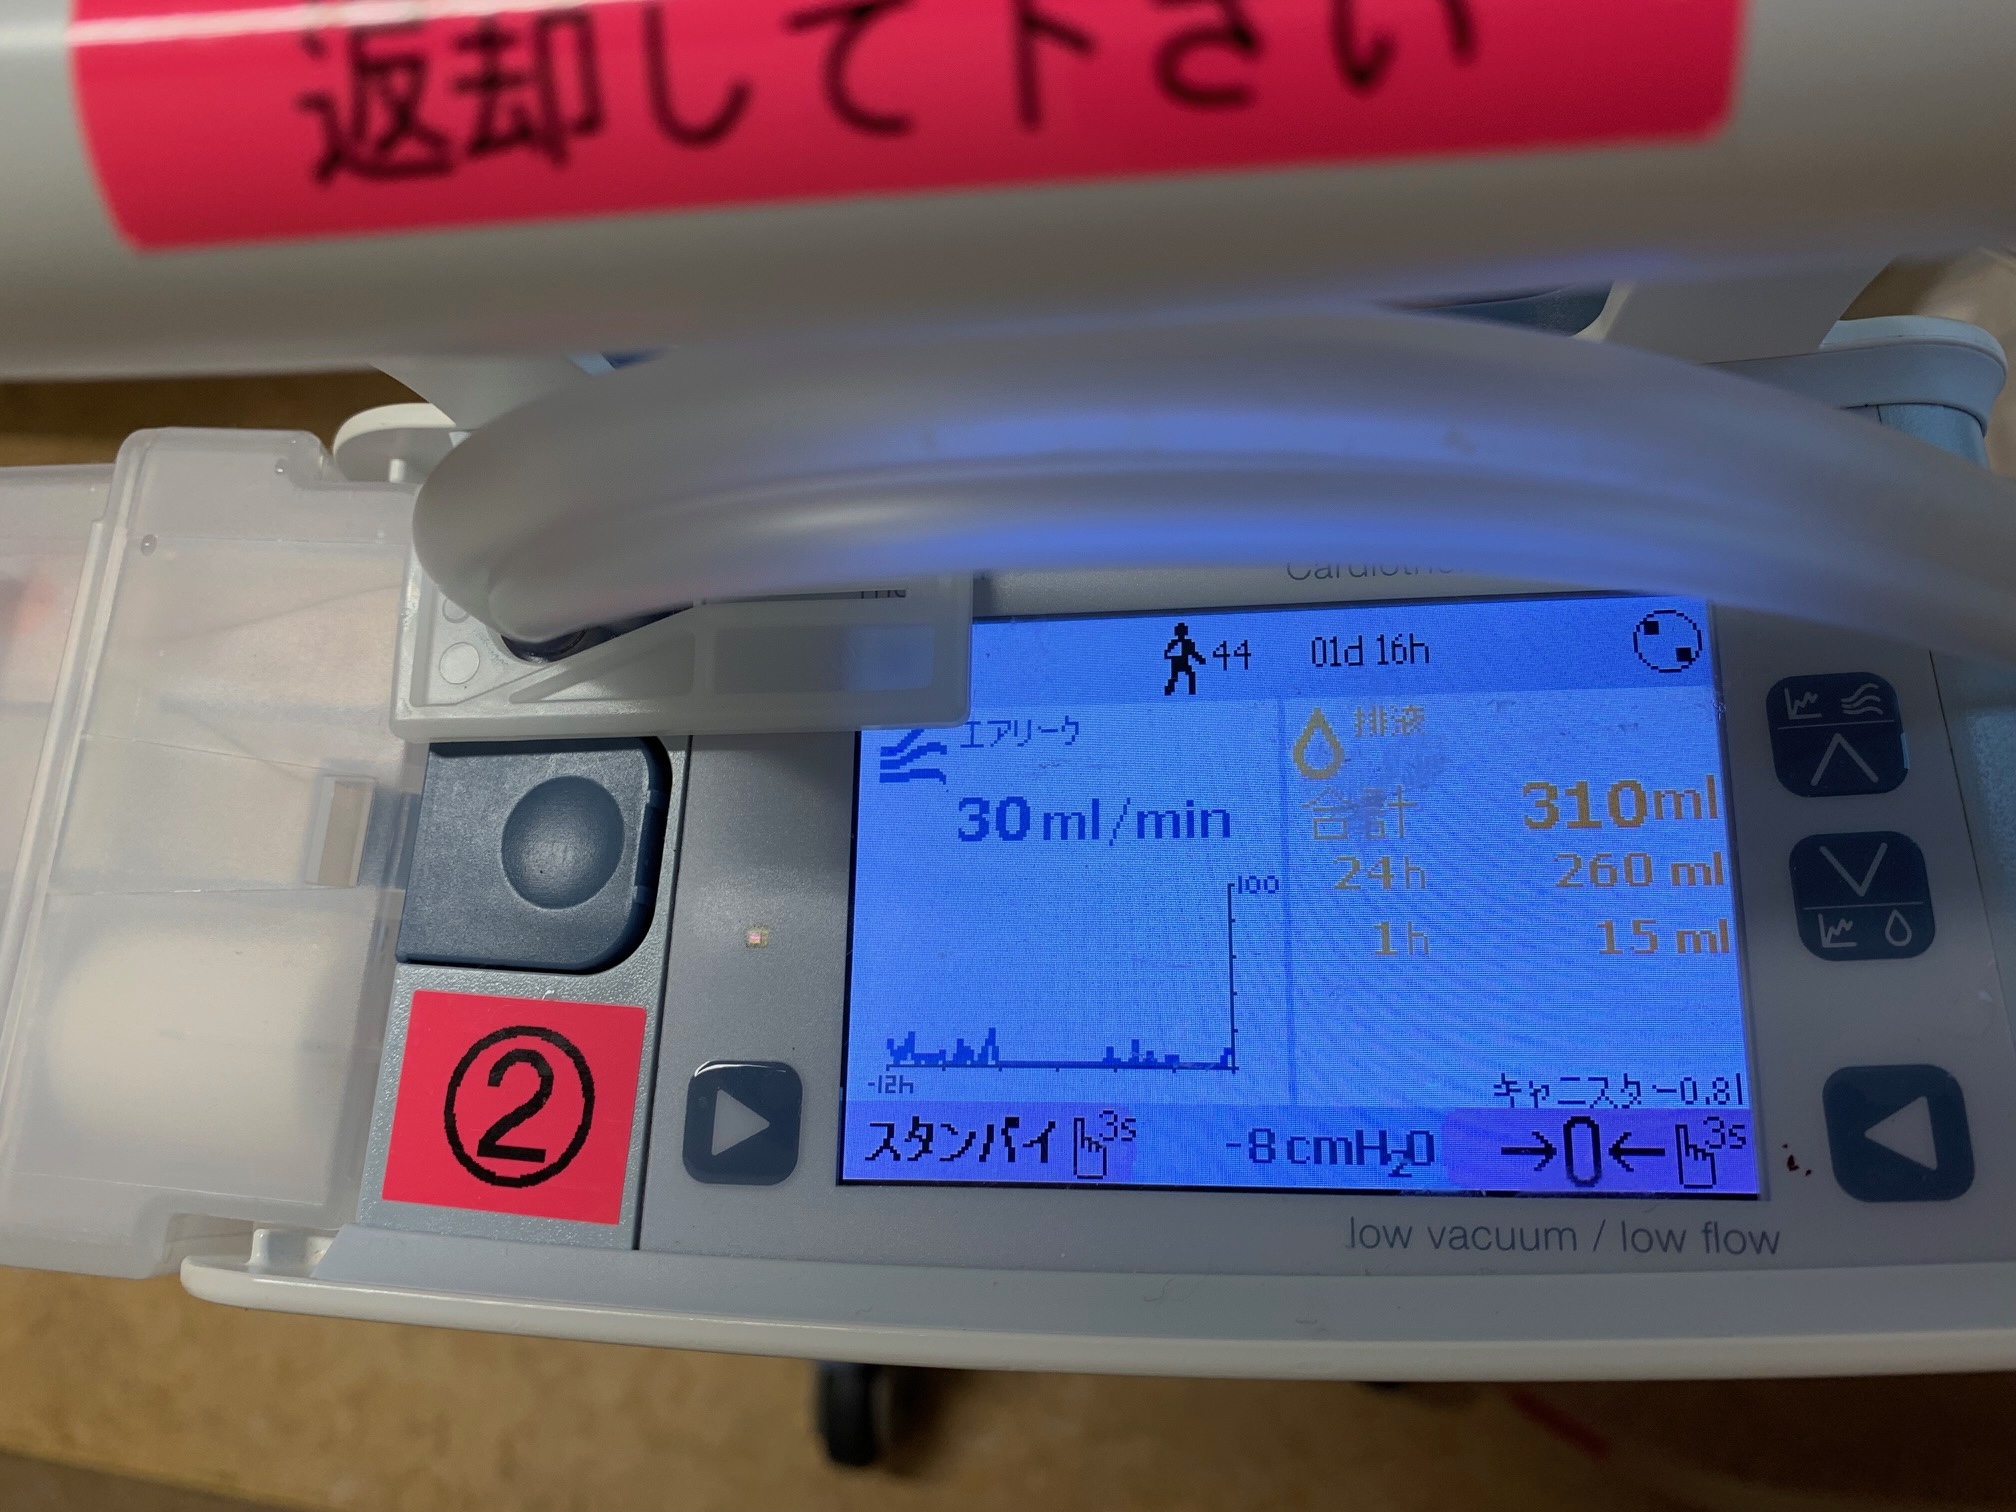 返却して下さい
44 01d 16h
エアリーク
30 ml/min
100
-12h
排液
合計 310 ml
24h 260 ml
1h 15 ml
キャニスター0.8l
スタンバイ 3s
-8 cmH2O
→0← 3s
②
low vacuum / low flow